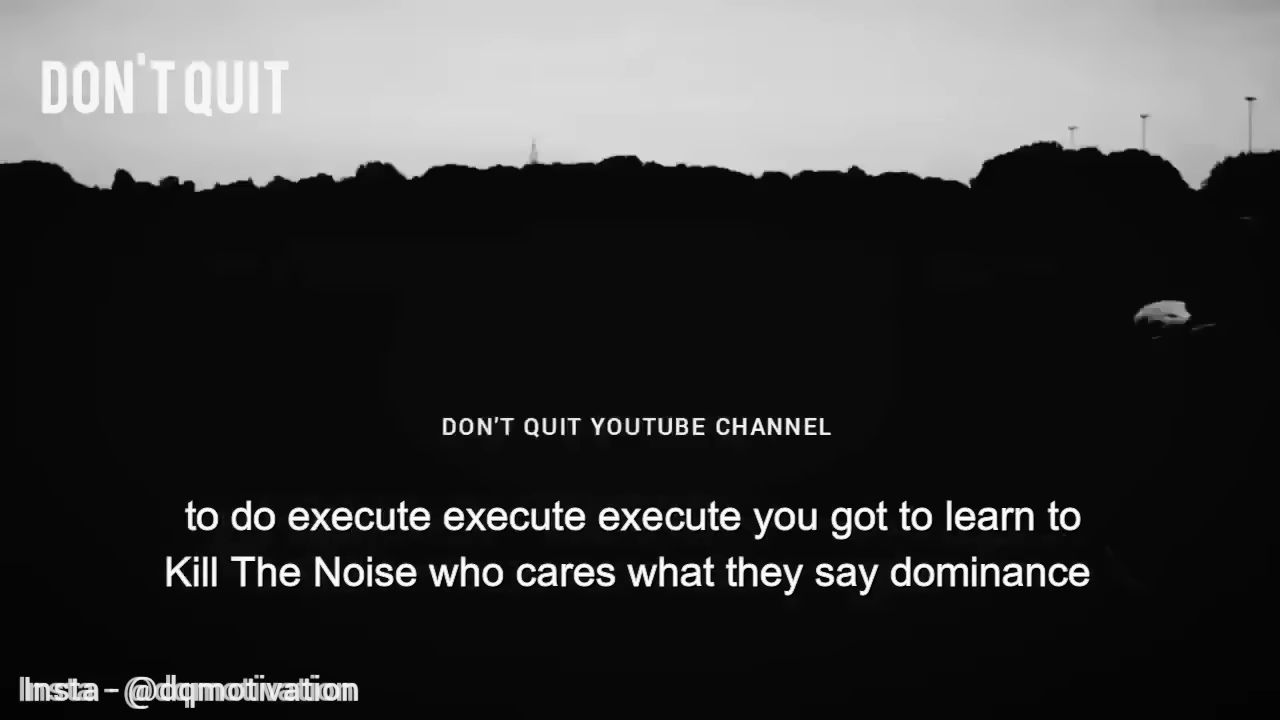 DON'T QUIT
DON'T QUIT YOUTUBE CHANNEL
to do execute execute execute you got to learn to
Kill The Noise who cares what they say dominance
Insta - @dqmotivation